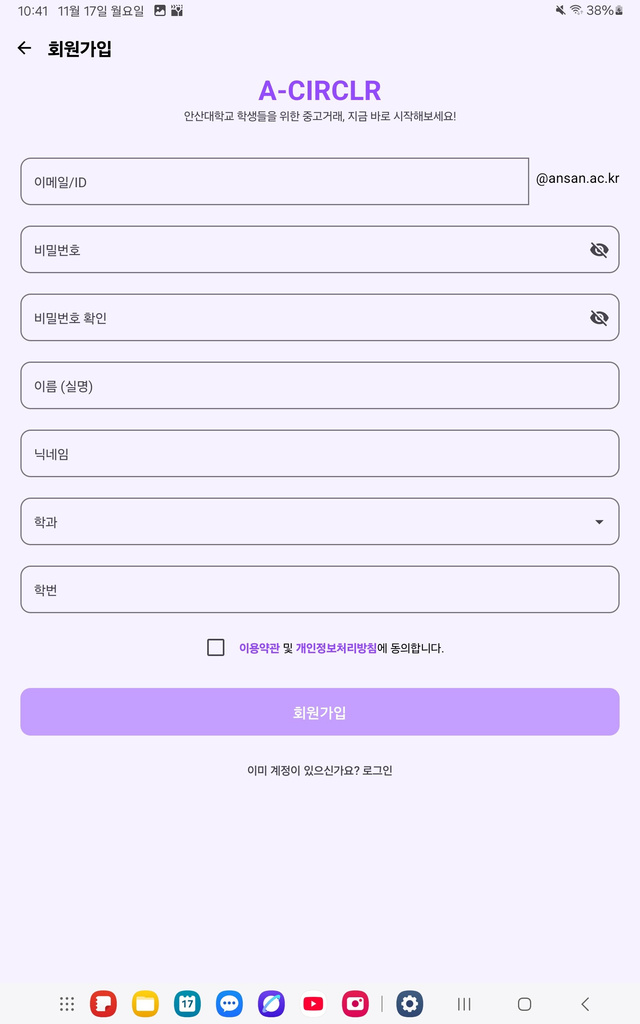 10:41 11월 17일 월요일 38%
회원가입
A-CIRCLR
안산대학교 학생들을 위한 중고거래, 지금 바로 시작해보세요!
이메일/ID @ansan.ac.kr
비밀번호
비밀번호 확인
이름 (실명)
닉네임
학과
학번
이용약관 및 개인정보처리방침에 동의합니다.
회원가입
이미 계정이 있으신가요? 로그인
17